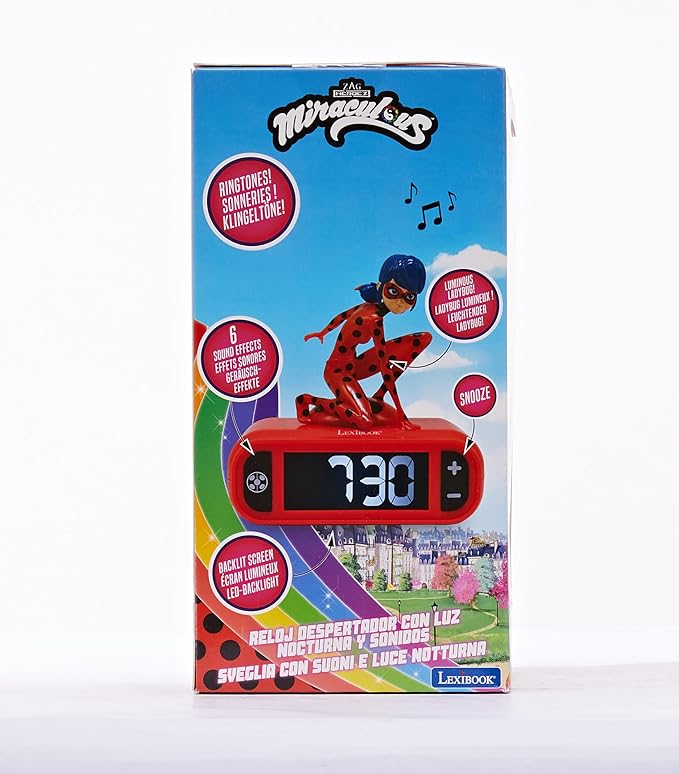 ZAG
HEROEZ
Miraculous
RINGTONES!
SONNERIES !
KLINGELTÖNE!
LUMINOUS
LADYBUG!
LADYBUG LUMINEUX !
LEUCHTENDER
LADYBUG!
6
SOUND EFFECTS
EFFETS SONORES
GERÄUSCH-
EFFEKTE
SNOOZE
LEXIBOOK®
730
+
−
BACKLIT SCREEN
ÉCRAN LUMINEUX
LED-BACKLIGHT
RELOJ DESPERTADOR CON LUZ
NOCTURNA Y SONIDOS
SVEGLIA CON SUONI E LUCE NOTTURNA
LEXIBOOK®